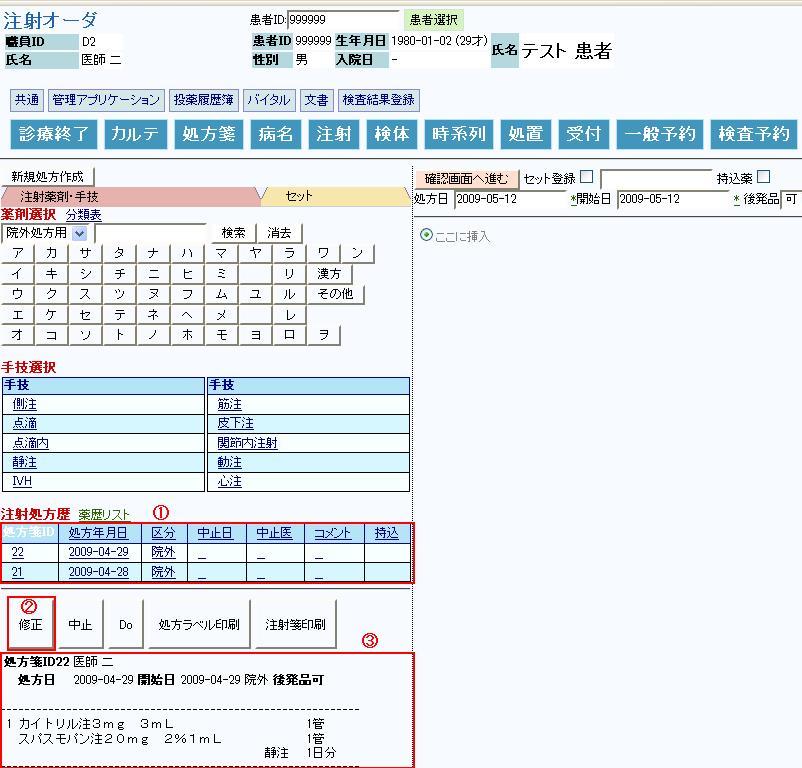 注射オーダ
患者ID: 999999 患者選択
職員ID D2
氏名 医師 二
患者ID 999999 生年月日 1980-01-02 (29才) 氏名 テスト 患者
性別 男 入院日 -
共通 管理アプリケーション 投薬履歴簿 バイタル 文書 検査結果登録
診療終了 カルテ 処方箋 病名 注射 検体 時系列 処置 受付 一般予約 検査予約
新規処方作成
注射薬剤・手技 セット
確認画面へ進む セット登録 持込薬
処方日 2009-05-12 *開始日 2009-05-12 * 後発品 可
ここに挿入
薬剤選択 分類表
院外処方用 検索 消去
ア カ サ タ ナ ハ マ ヤ ラ ワ ン
イ キ シ チ ニ ヒ ミ リ 漢方
ウ ク ス ツ ヌ フ ム ユ ル その他
エ ケ セ テ ネ ヘ メ レ
オ コ ソ ト ノ ホ モ ヨ ロ ヲ
手技選択
手技 手技
側注 筋注
点滴 皮下注
点滴内 関節内注射
静注 動注
IVH 心注
注射処方歴 薬歴リスト ①
処方箋ID 処方年月日 区分 中止日 中止医 コメント 持込
22 2009-04-29 院外 _ _ _
21 2009-04-28 院外 _ _ _
②
修正 中止 Do 処方ラベル印刷 注射箋印刷
③
処方箋ID22 医師 二
処方日 2009-04-29 開始日 2009-04-29 院外 後発品可
1 カイトリル注3mg 3mL 1管
スパスモパン注20mg 2%1mL 1管
静注 1日分